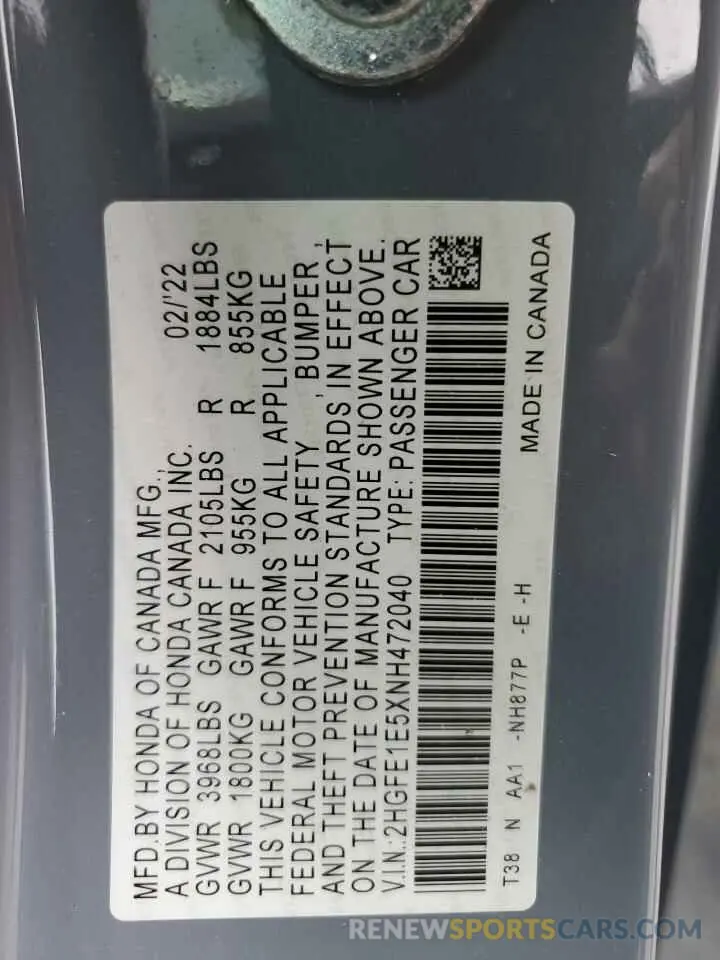 MFD.BY HONDA OF CANADA MFG.,
A DIVISION OF HONDA CANADA INC. 02/'22
GVWR 3968LBS GAWR F 2105LBS R 1884LBS
GVWR 1800KG GAWR F 955KG R 855KG
THIS VEHICLE CONFORMS TO ALL APPLICABLE
FEDERAL MOTOR VEHICLE SAFETY , BUMPER ,
AND THEFT PREVENTION STANDARDS IN EFFECT
ON THE DATE OF MANUFACTURE SHOWN ABOVE.
V.I.N.:2HGFE1E5XNH472040 TYPE: PASSENGER CAR
T38 N AA1 -NH877P -E -H
MADE IN CANADA
RENEWSPORTSCARS.COM